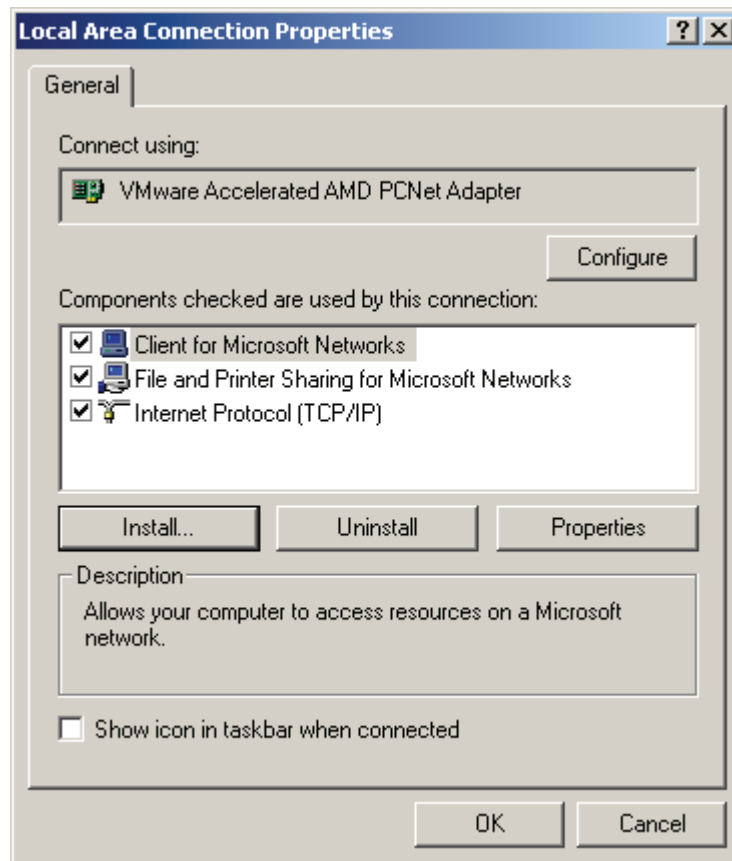 Local Area Connection Properties
General
Connect using:
VMware Accelerated AMD PCNet Adapter
Configure
Components checked are used by this connection:
Client for Microsoft Networks
File and Printer Sharing for Microsoft Networks
Internet Protocol (TCP/IP)
Install... Uninstall Properties
Description
Allows your computer to access resources on a Microsoft
network.
Show icon in taskbar when connected
OK Cancel